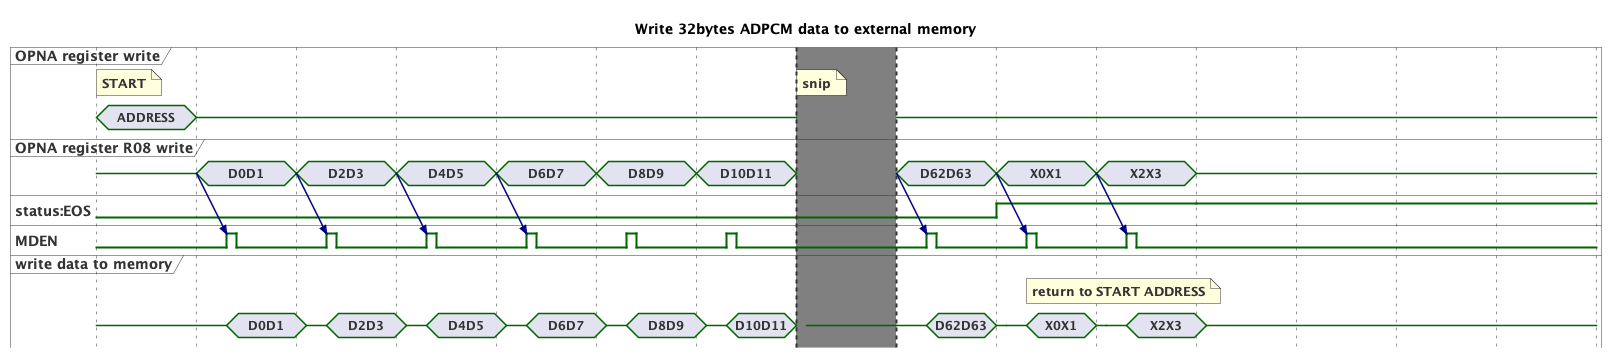 Write 32bytes ADPCM data to external memory
OPNA register write
START
snip
ADDRESS
OPNA register R08 write
D0D1 D2D3 D4D5 D6D7 D8D9 D10D11 D62D63 X0X1 X2X3
status:EOS
MDEN
write data to memory
return to START ADDRESS
D0D1 D2D3 D4D5 D6D7 D8D9 D10D11 D62D63 X0X1 X2X3